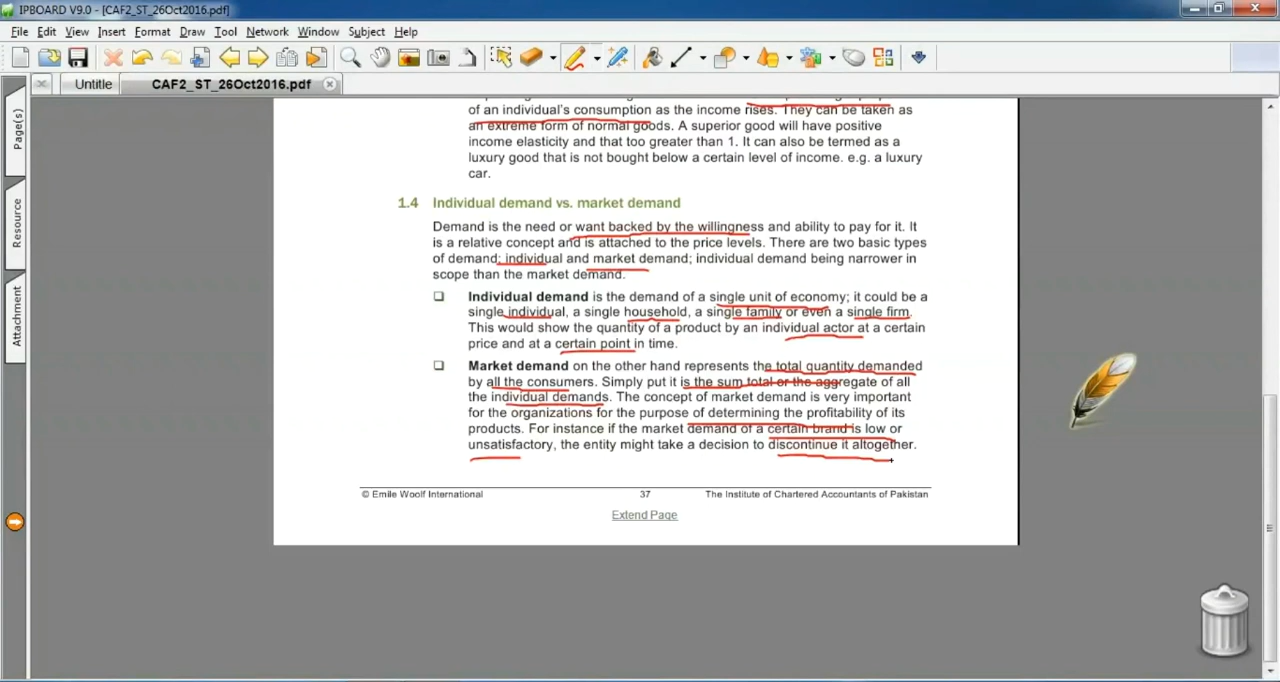 IPBOARD V9.0 - [CAF2_ST_26Oct2016.pdf]
File Edit View Insert Format Draw Tool Network Window Subject Help
Untitle CAF2_ST_26Oct2016.pdf
Page(s)
Resource
Attachment
of an individual's consumption as the income rises. They can be taken as
an extreme form of normal goods. A superior good will have positive
income elasticity and that too greater than 1. It can also be termed as a
luxury good that is not bought below a certain level of income. e.g. a luxury
car.
1.4 Individual demand vs. market demand
Demand is the need or want backed by the willingness and ability to pay for it. It
is a relative concept and is attached to the price levels. There are two basic types
of demand; individual and market demand; individual demand being narrower in
scope than the market demand.
Individual demand is the demand of a single unit of economy; it could be a
single individual, a single household, a single family or even a single firm.
This would show the quantity of a product by an individual actor at a certain
price and at a certain point in time.
Market demand on the other hand represents the total quantity demanded
by all the consumers. Simply put it is the sum total or the aggregate of all
the individual demands. The concept of market demand is very important
for the organizations for the purpose of determining the profitability of its
products. For instance if the market demand of a certain brand is low or
unsatisfactory, the entity might take a decision to discontinue it altogether.
© Emile Woolf International 37 The Institute of Chartered Accountants of Pakistan
Extend Page